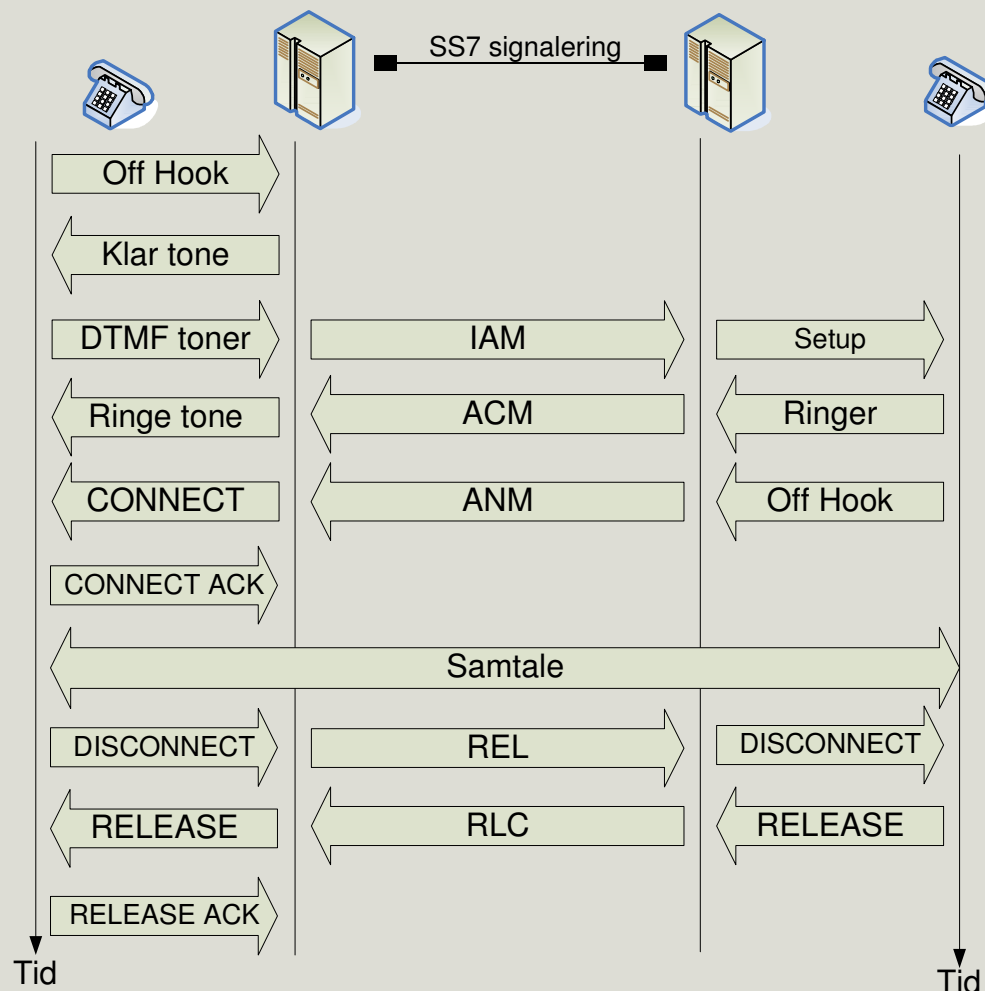 SS7 signalering
Off Hook
Klar tone
DTMF toner
IAM
Setup
Ringe tone
ACM
Ringer
CONNECT
ANM
Off Hook
CONNECT ACK
Samtale
DISCONNECT
REL
DISCONNECT
RELEASE
RLC
RELEASE
RELEASE ACK
Tid
Tid